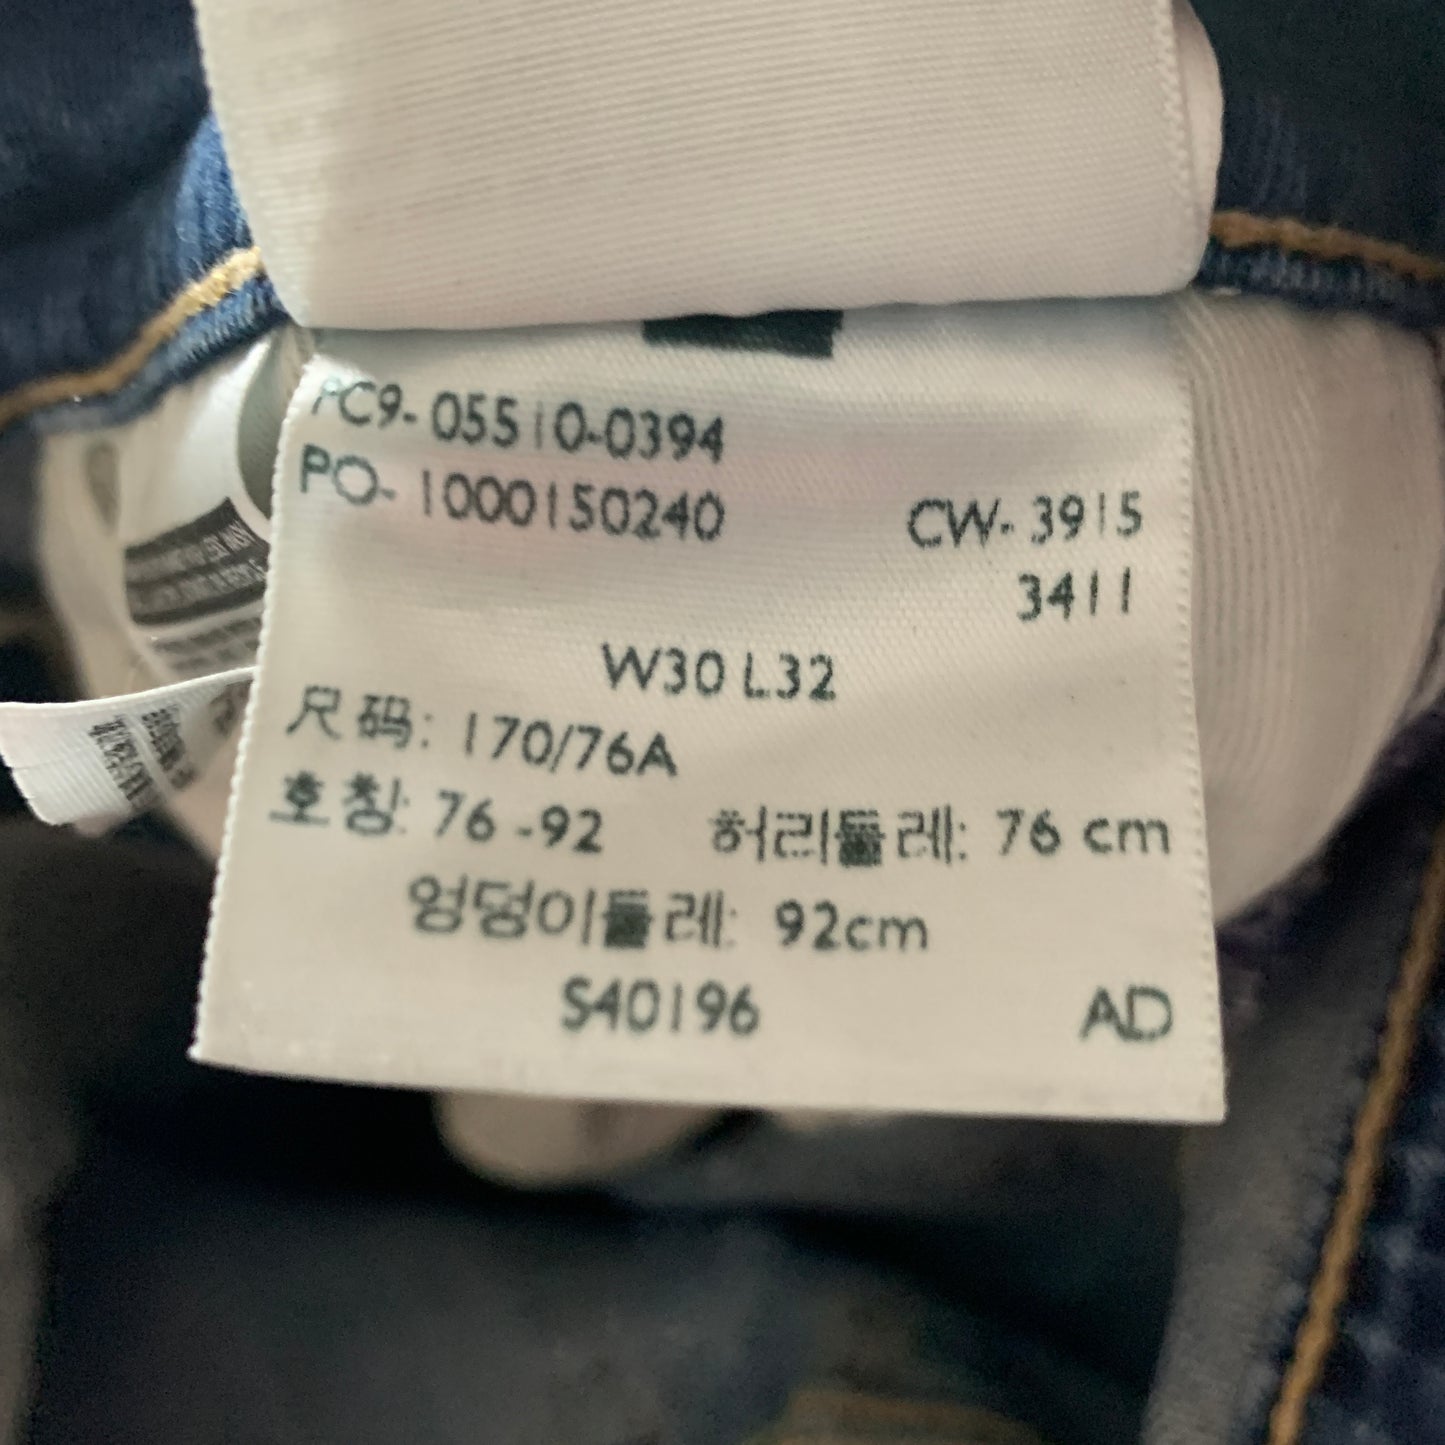 PC9-05510-0394
PO-1000150240
CW-3915
3411
W30 L32
尺码: 170/76A
호칭: 76-92 허리둘레: 76 cm
엉덩이둘레: 92cm
S40196 AD